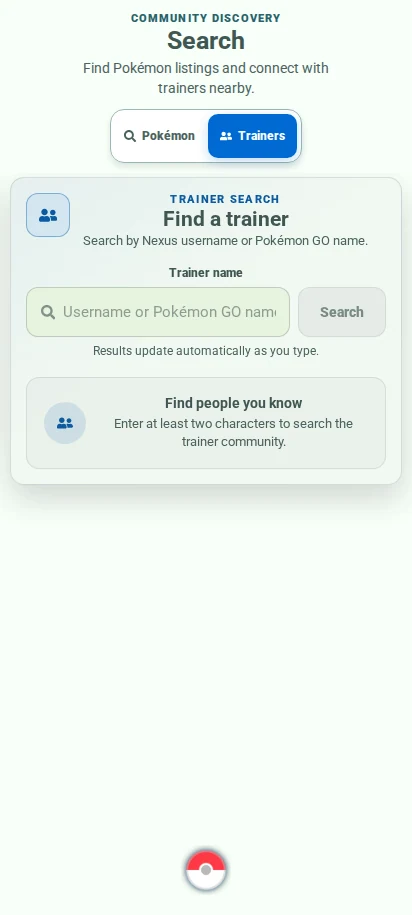 COMMUNITY DISCOVERY
Search
Find Pokémon listings and connect with
trainers nearby.
Pokémon
Trainers
TRAINER SEARCH
Find a trainer
Search by Nexus username or Pokémon GO name.
Trainer name
Username or Pokémon GO name
Search
Results update automatically as you type.
Find people you know
Enter at least two characters to search the
trainer community.